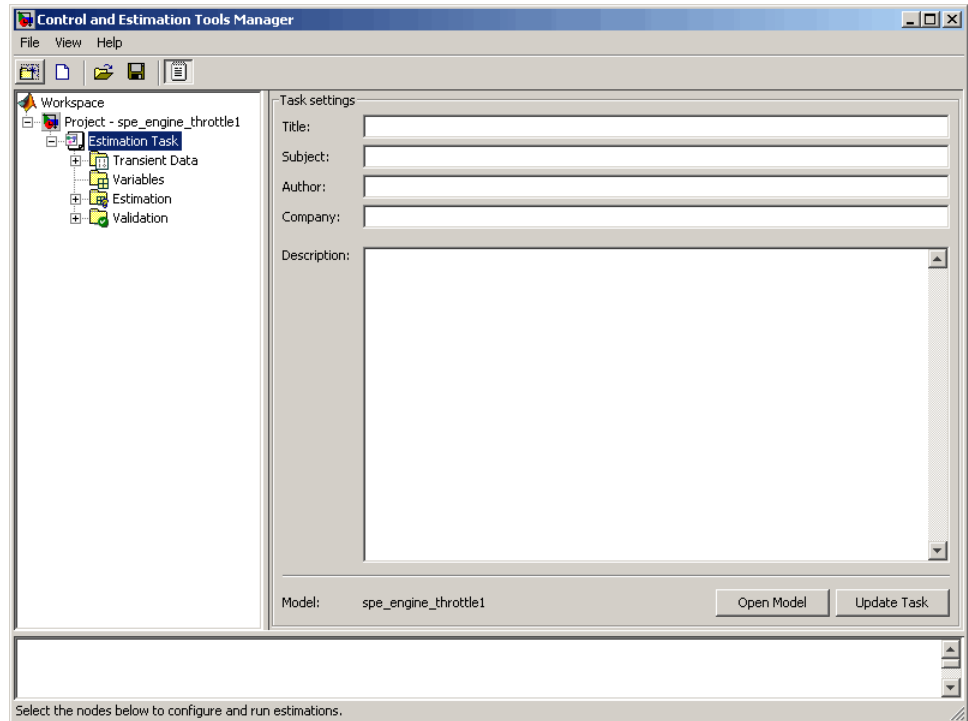 Control and Estimation Tools Manager
File View Help
Workspace
Project - spe_engine_throttle1
Estimation Task
Transient Data
Variables
Estimation
Validation
Task settings
Title:
Subject:
Author:
Company:
Description:
Model: spe_engine_throttle1 Open Model Update Task
Select the nodes below to configure and run estimations.